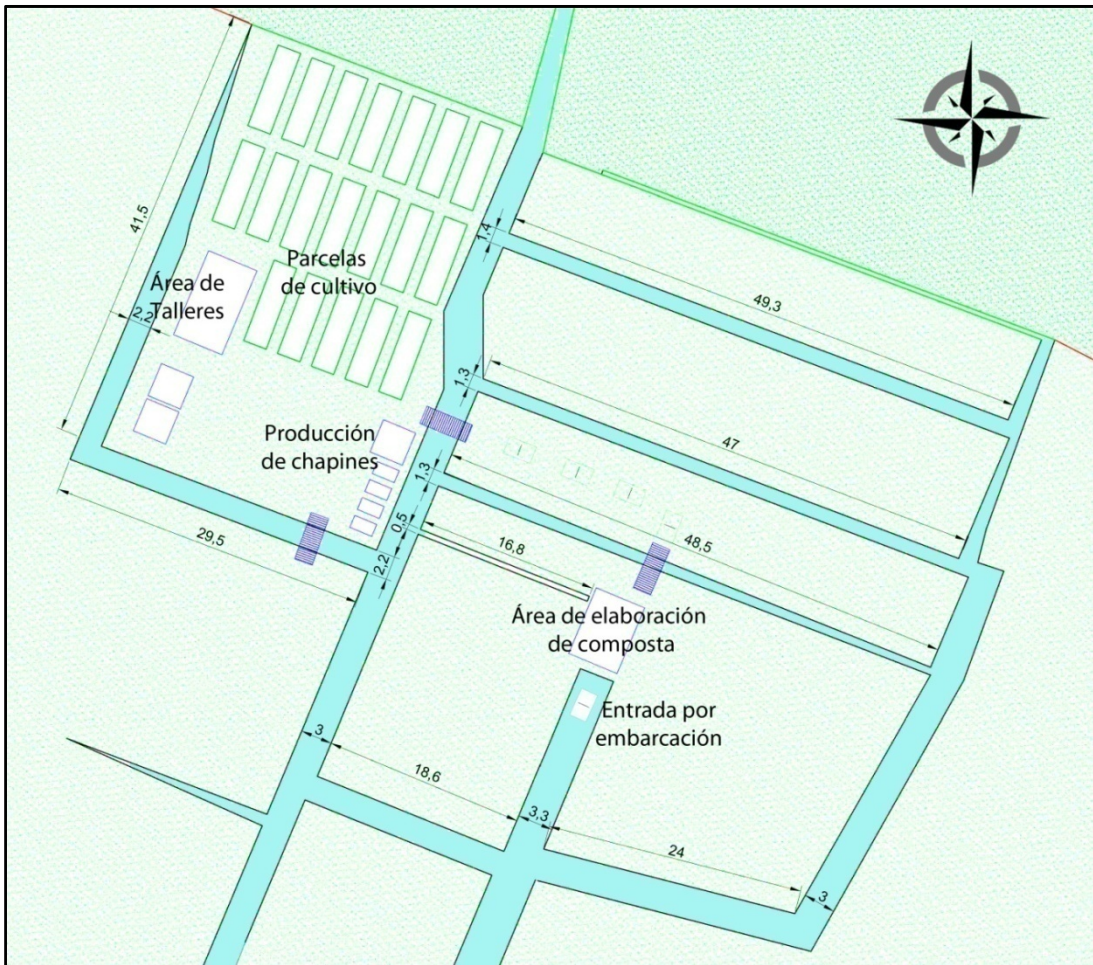 41,5
1,4
Parcelas
de cultivo
Área de
Talleres
2,2
49,3
1,3
47
Producción
de chapines
1,3
0,5
48,5
29,5
16,8
2,2
Área de elaboración
de composta
Entrada por
embarcación
3
18,6
3,3
24
3